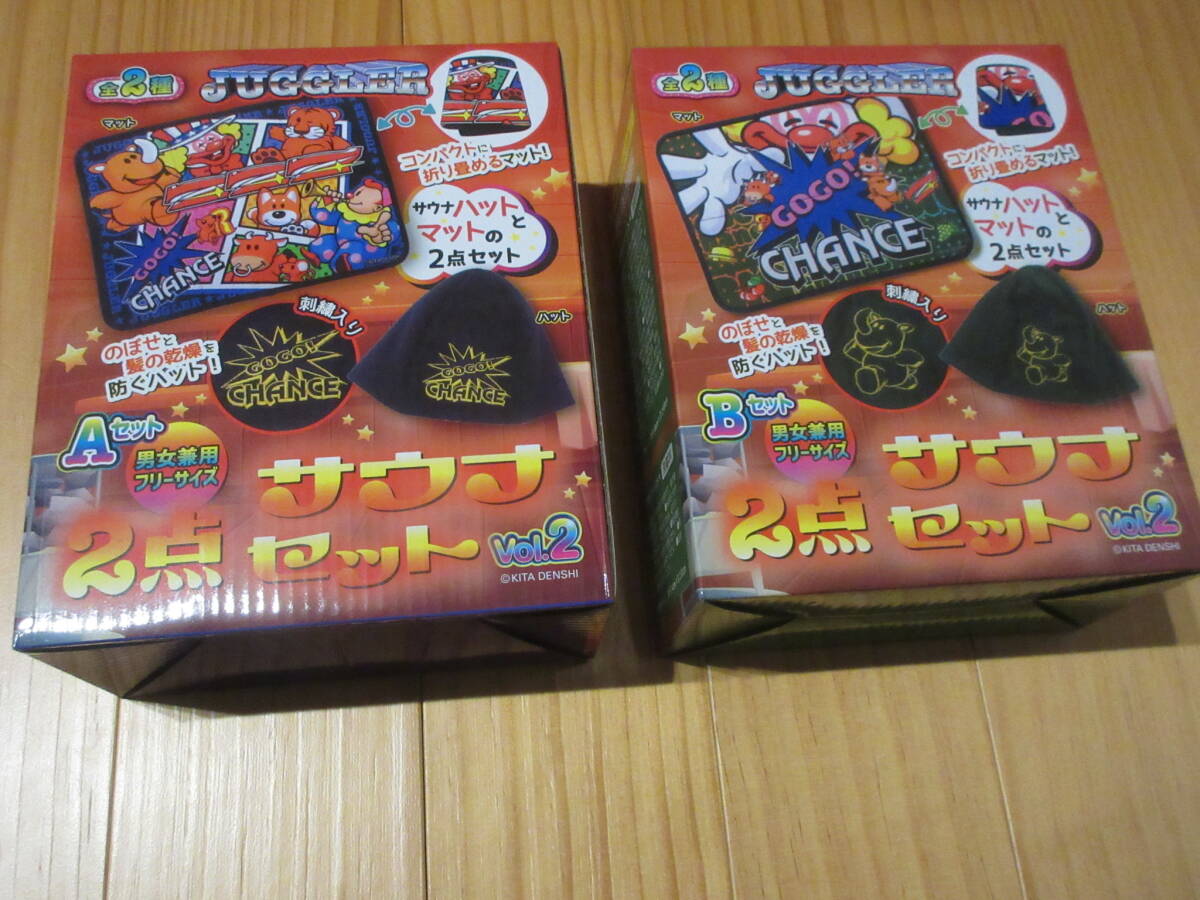 全2種
JUGGLER
マット
GOGO!
CHANCE
コンパクトに
折り畳めるマット!
サウナハットと
マットの
2点セット
刺繍入り
ハット
のぼせと
髪の乾燥を
防ぐハット!
GOGO!
CHANCE
GOGO!
CHANCE
Aセット
男女兼用
フリーサイズ
サウナ
2点セット
Vol.2
©KITA DENSHI
全2種
JUGGLER
マット
GOGO!
CHANCE
コンパクトに
折り畳めるマット!
サウナハットと
マットの
2点セット
刺繍入り
ハット
のぼせと
髪の乾燥を
防ぐハット!
Bセット
男女兼用
フリーサイズ
サウナ
2点セット
Vol.2
©KITA DENSHI